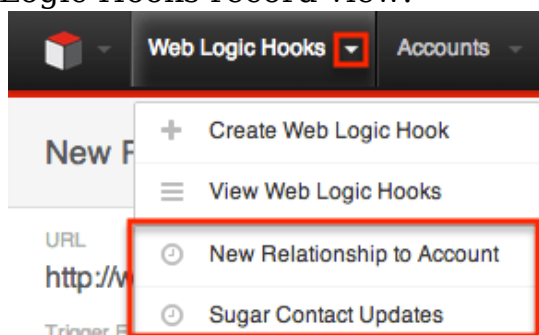 Logic Hooks record view.
Web Logic Hooks Accounts
Create Web Logic Hook
New
View Web Logic Hooks
URL
New Relationship to Account
http://w
Sugar Contact Updates
Trigger